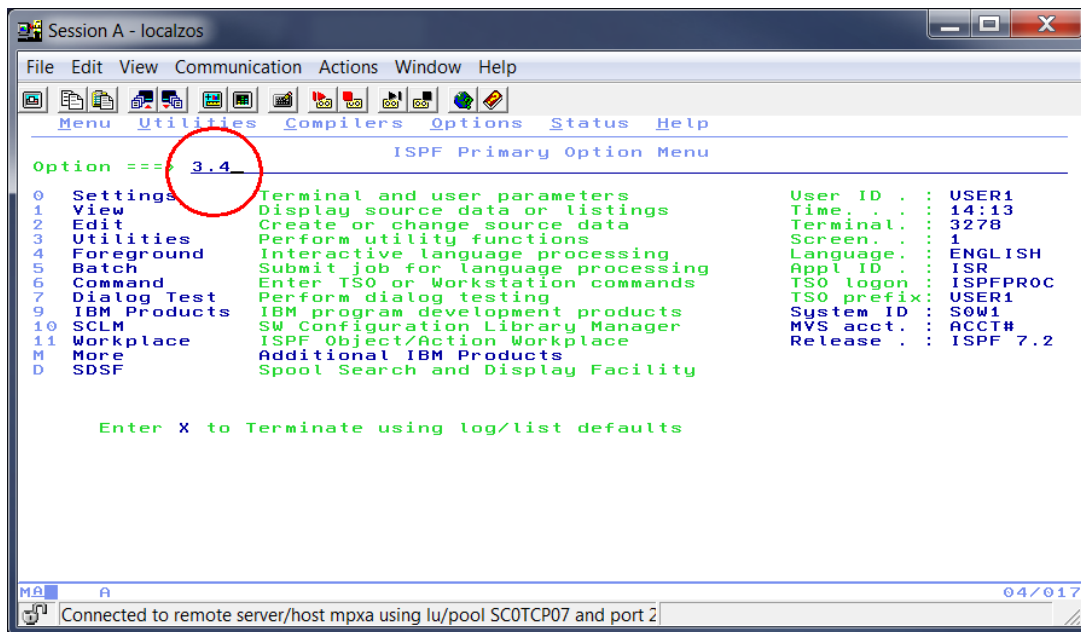 Session A - localzos
File Edit View Communication Actions Window Help
Menu Utilities Compilers Options Status Help
ISPF Primary Option Menu
Option ===> 3.4_
0 Settings Terminal and user parameters User ID . : USER1
1 View Display source data or listings Time. . . : 14:13
2 Edit Create or change source data Terminal. : 3278
3 Utilities Perform utility functions Screen. . : 1
4 Foreground Interactive language processing Language. : ENGLISH
5 Batch Submit job for language processing Appl ID . : ISR
6 Command Enter TSO or Workstation commands TSO logon : ISPFPROC
7 Dialog Test Perform dialog testing TSO prefix: USER1
9 IBM Products IBM program development products System ID : S0W1
10 SCLM SW Configuration Library Manager MVS acct. : ACCT#
11 Workplace ISPF Object/Action Workplace Release . : ISPF 7.2
M More Additional IBM Products
D SDSF Spool Search and Display Facility
Enter X to Terminate using log/list defaults
MA A 04/017
Connected to remote server/host mpxa using lu/pool SC0TCP07 and port 2